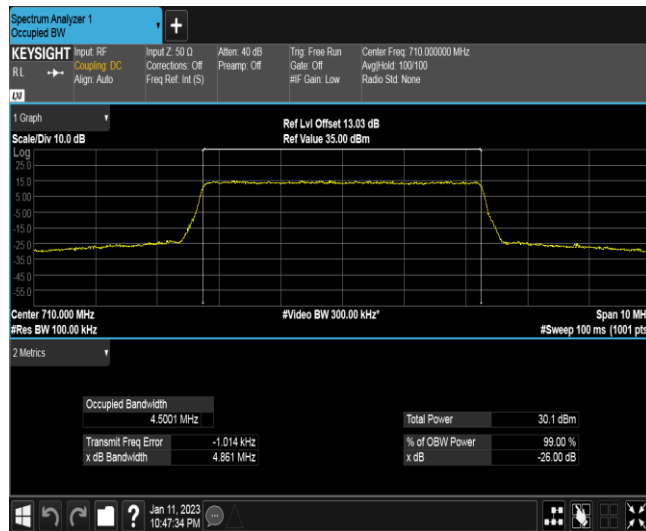 Spectrum Analyzer 1
Occupied BW
+
KEYSIGHT
RL
LXI
Input: RF
Coupling: DC
Align: Auto
Input Z: 50 Ω
Corrections: Off
Freq Ref: Int (S)
Atten: 40 dB
Preamp: Off
Trig: Free Run
Gate: Off
#IF Gain: Low
Center Freq: 710.000000 MHz
Avg|Hold: 100/100
Radio Std: None
1 Graph
Scale/Div 10.0 dB
Ref Lvl Offset 13.03 dB
Ref Value 35.00 dBm
Log
25.0
15.0
5.00
-5.00
-15.0
-25.0
-35.0
-45.0
-55.0
Center 710.000 MHz
#Video BW 300.00 kHz*
Span 10 MH
#Res BW 100.00 kHz
#Sweep 100 ms (1001 pts
2 Metrics
Occupied Bandwidth
4.5001 MHz
Total Power 30.1 dBm
Transmit Freq Error -1.014 kHz
% of OBW Power 99.00 %
x dB Bandwidth 4.861 MHz
x dB -26.00 dB
?
Jan 11, 2023
10:47:34 PM